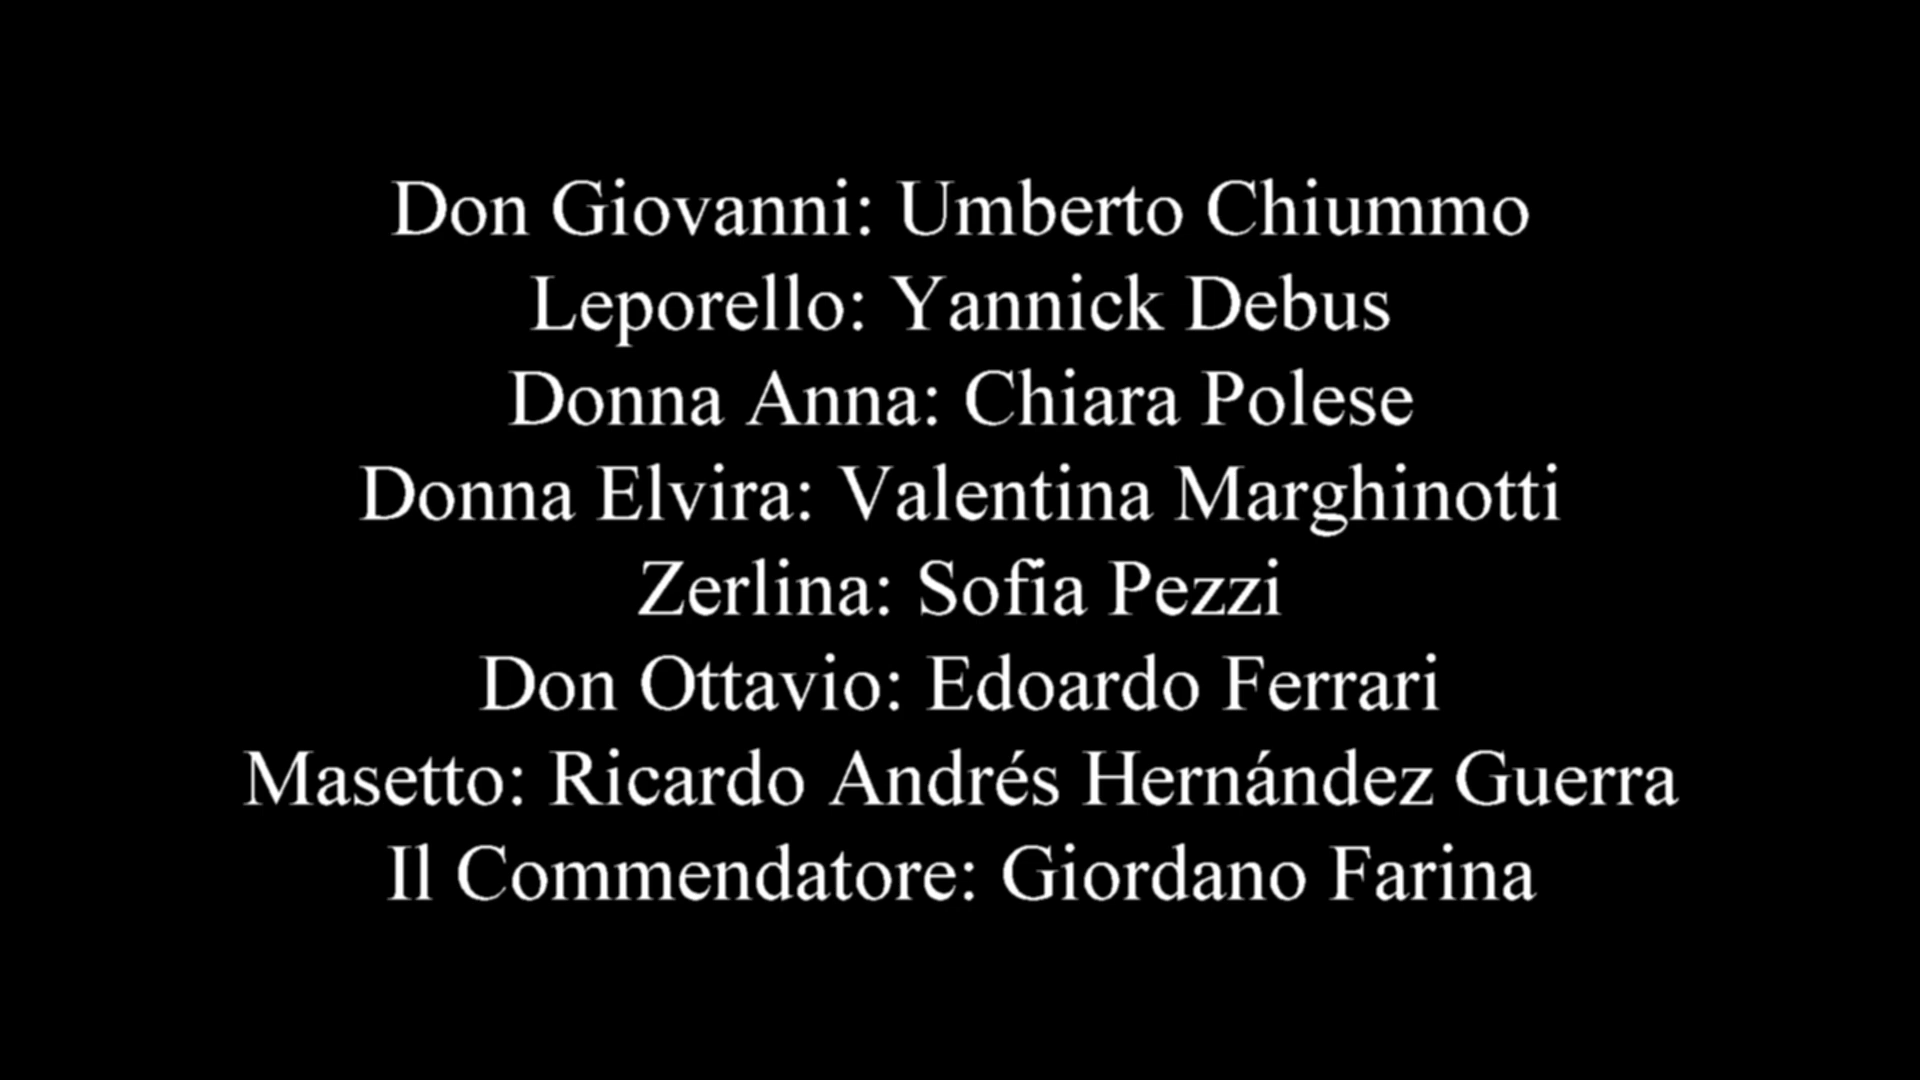 Don Giovanni: Umberto Chiummo
Leporello: Yannick Debus
Donna Anna: Chiara Polese
Donna Elvira: Valentina Marghinotti
Zerlina: Sofia Pezzi
Don Ottavio: Edoardo Ferrari
Masetto: Ricardo Andrés Hernández Guerra
Il Commendatore: Giordano Farina